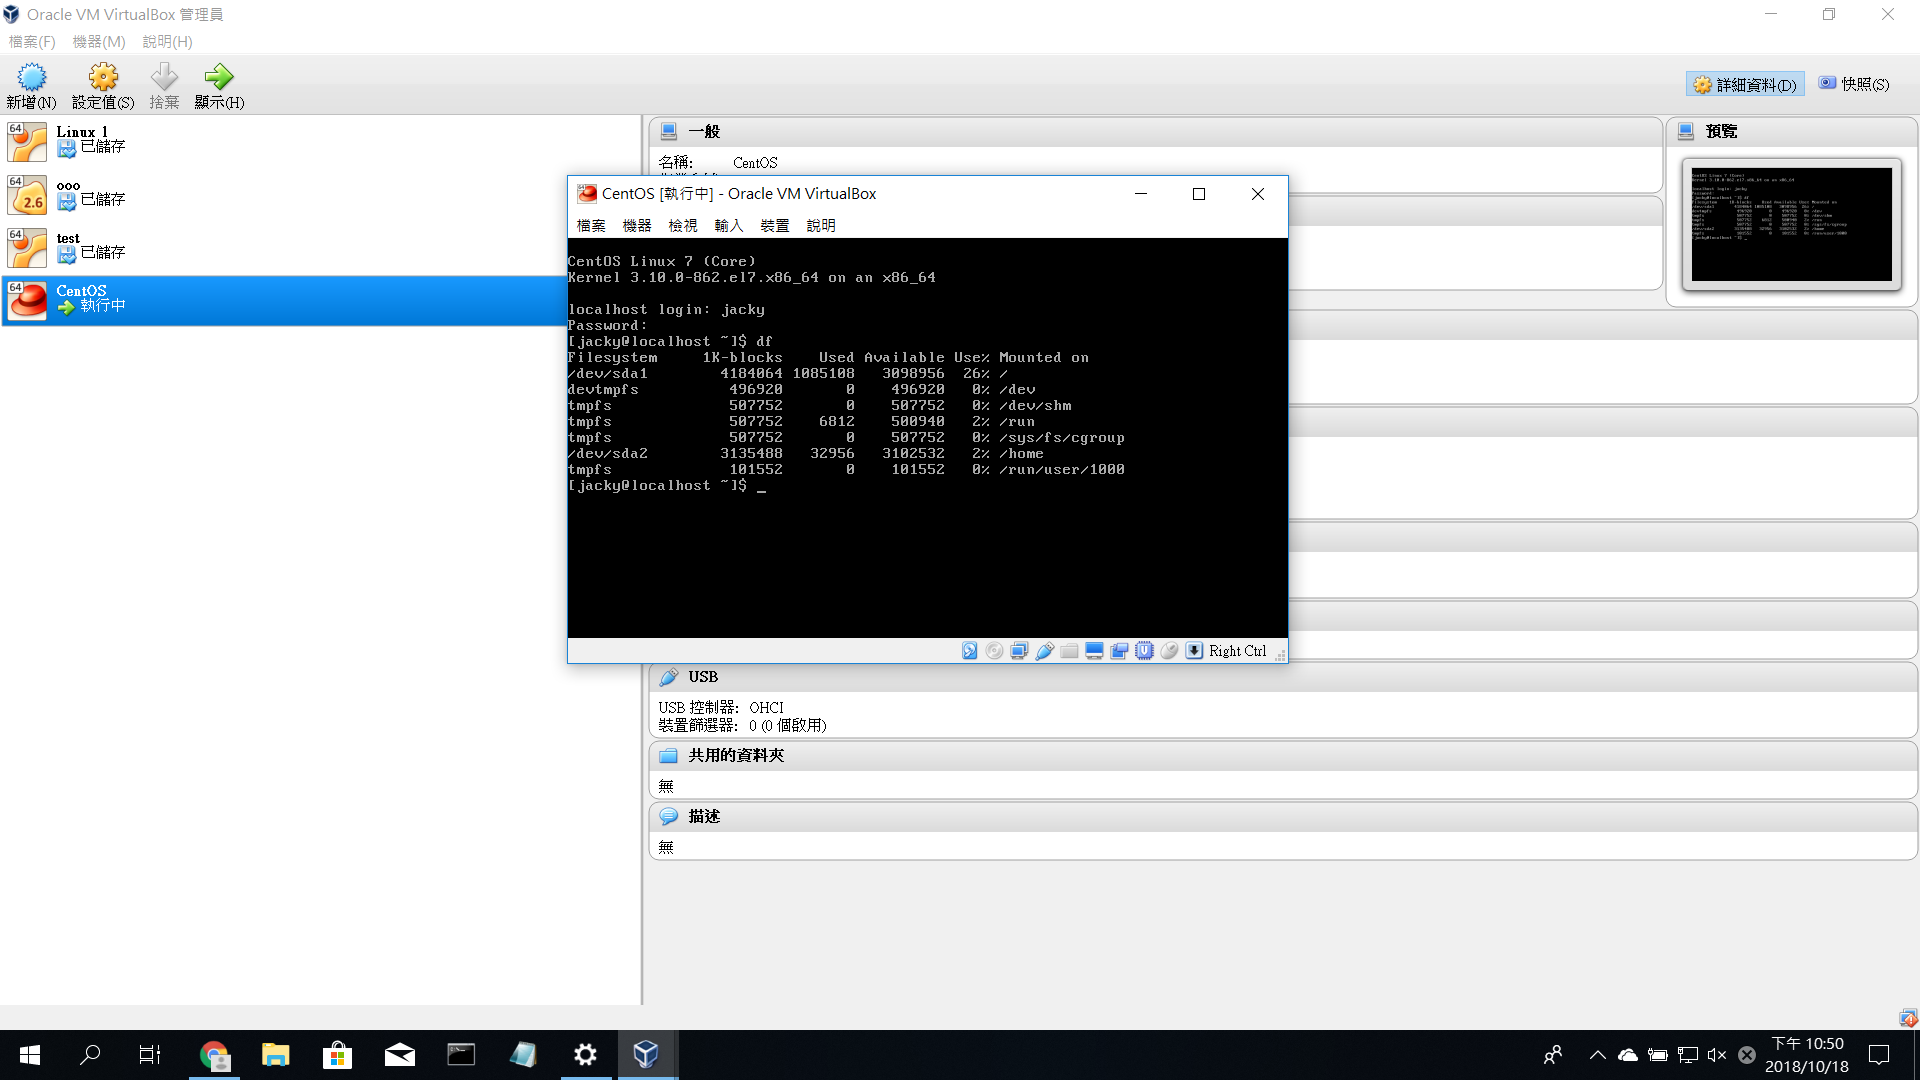 Oracle VM VirtualBox 管理員
檔案(F) 機器(M) 說明(H)
新增(N) 設定值(S) 捨棄 顯示(H)
詳細資料(D) 快照(S)
64 Linux 1
已儲存
64 2.6 ooo
已儲存
64 test
已儲存
64 CentOS
執行中
一般
名稱: CentOS
預覽
CentOS [執行中] - Oracle VM VirtualBox
檔案 機器 檢視 輸入 裝置 說明
CentOS Linux 7 (Core)
Kernel 3.10.0-862.el7.x86_64 on an x86_64
localhost login: jacky
Password:
[jacky@localhost ~]$ df
Filesystem     1K-blocks    Used Available Use% Mounted on
/dev/sda1        4184064 1085108   3098956  26% /
devtmpfs          496920       0    496920   0% /dev
tmpfs             507752       0    507752   0% /dev/shm
tmpfs             507752    6812    500940   2% /run
tmpfs             507752       0    507752   0% /sys/fs/cgroup
/dev/sda2        3135488   32956   3102532   2% /home
tmpfs             101552       0    101552   0% /run/user/1000
[jacky@localhost ~]$ _
Right Ctrl
USB
USB 控制器: OHCI
裝置篩選器: 0 (0 個啟用)
共用的資料夾
無
描述
無
下午 10:50
2018/10/18